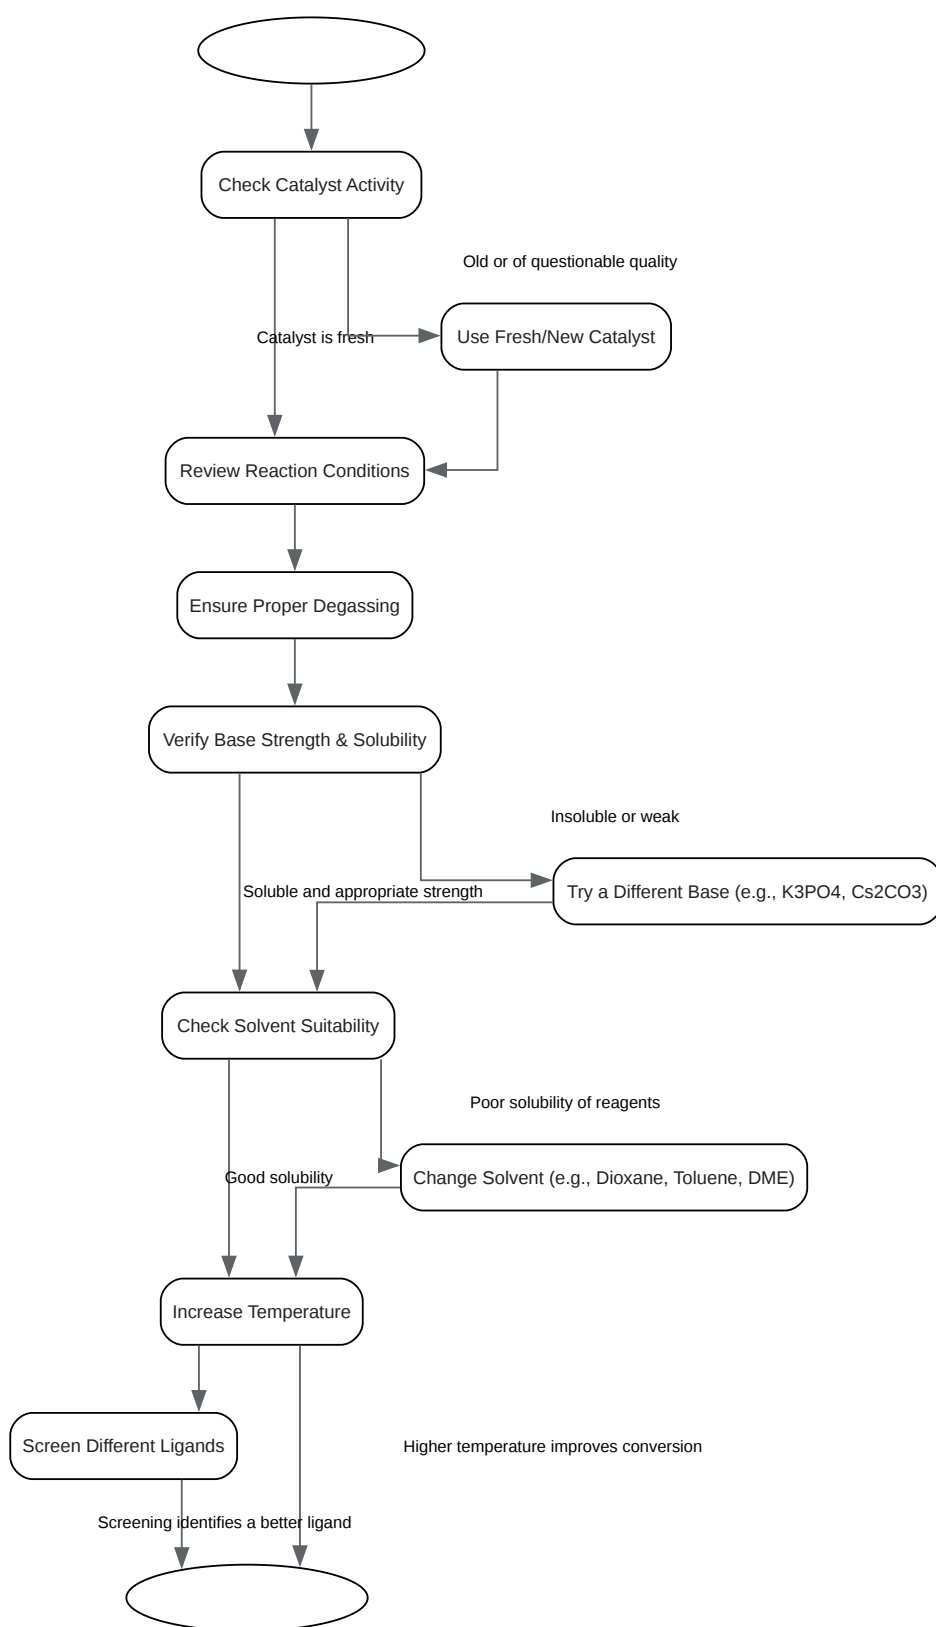 Check Catalyst Activity
Old or of questionable quality
Use Fresh/New Catalyst
Catalyst is fresh
Review Reaction Conditions
Ensure Proper Degassing
Verify Base Strength & Solubility
Insoluble or weak
Soluble and appropriate strength
Try a Different Base (e.g., K3PO4, Cs2CO3)
Check Solvent Suitability
Poor solubility of reagents
Good solubility
Change Solvent (e.g., Dioxane, Toluene, DME)
Increase Temperature
Screen Different Ligands
Higher temperature improves conversion
Screening identifies a better ligand